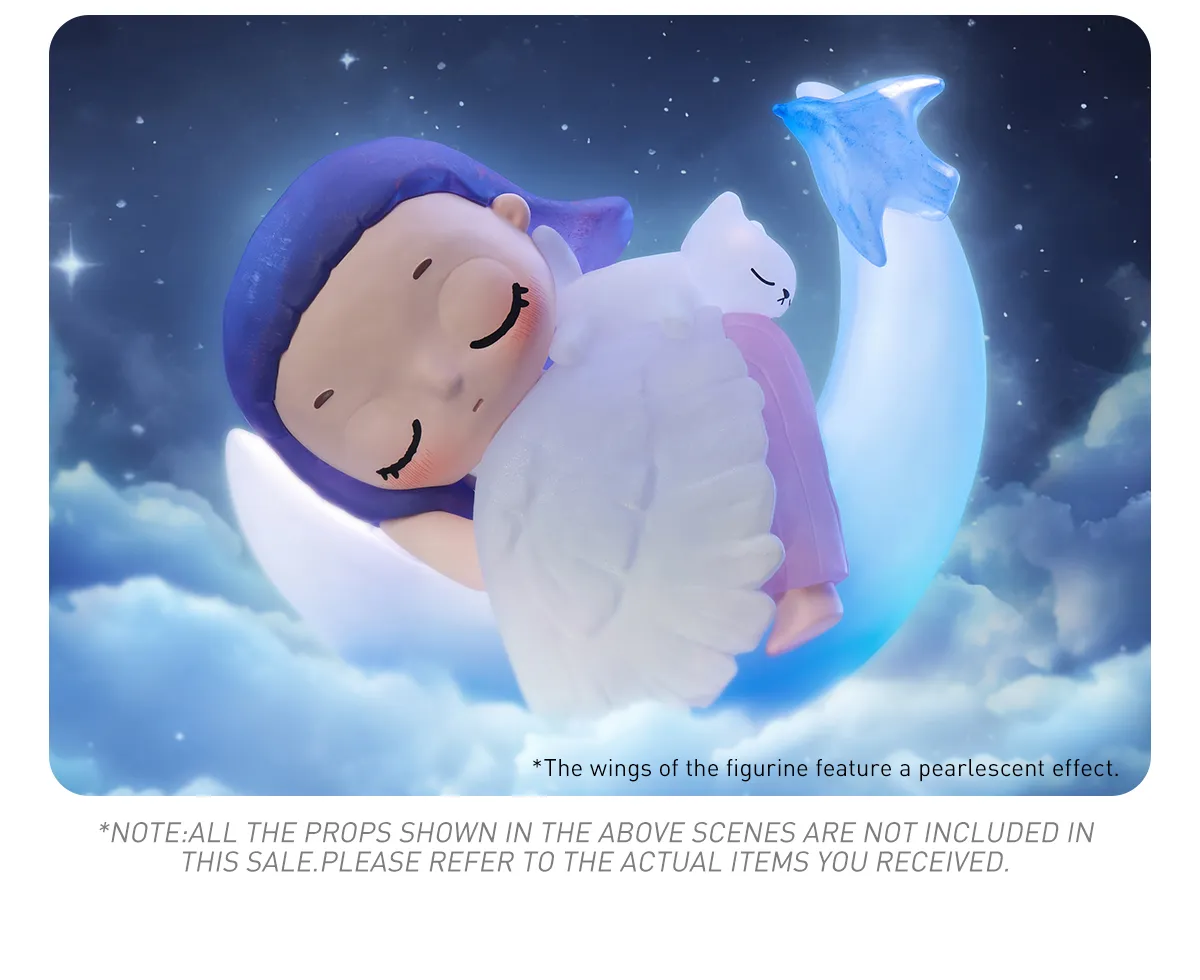 *The wings of the figurine feature a pearlescent effect.
*NOTE:ALL THE PROPS SHOWN IN THE ABOVE SCENES ARE NOT INCLUDED IN
THIS SALE.PLEASE REFER TO THE ACTUAL ITEMS YOU RECEIVED.